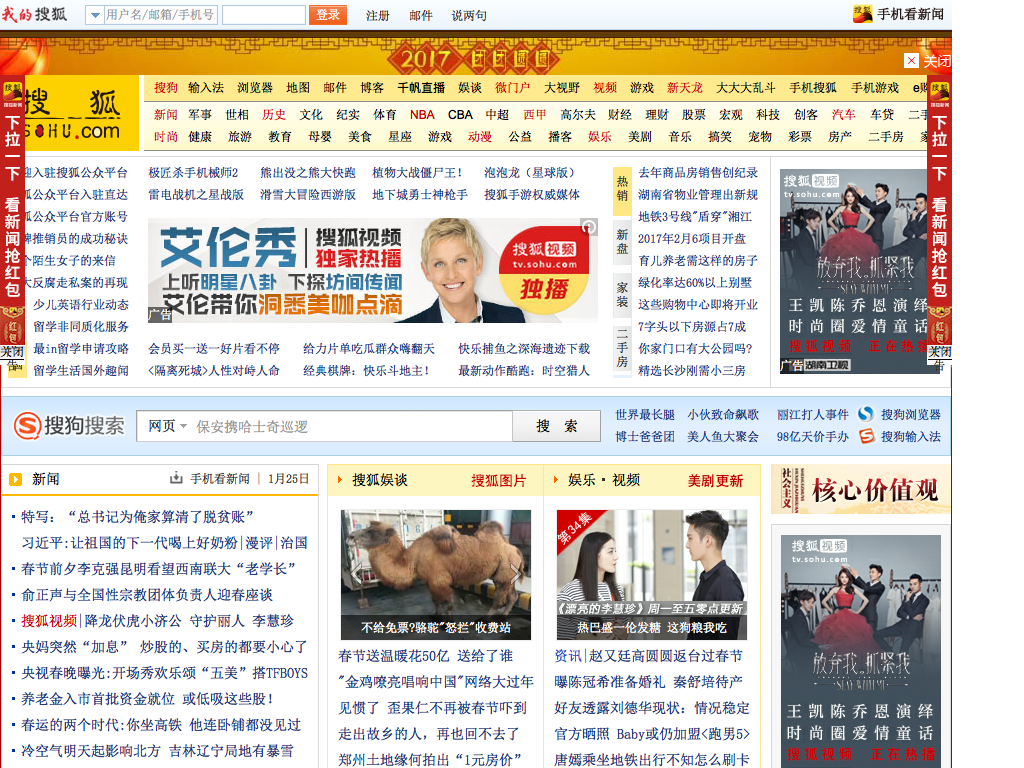 我的搜狐 用户名/邮箱/手机号 登录 注册 邮件 说两句 手机看新闻
2017 团团圆圆 × 关闭
搜狐
SOHU.com
搜狗 输入法 浏览器 地图 邮件 博客 千帆直播 娱谈 微门户 大视野 视频 游戏 新天龙 大大大乱斗 手机搜狐 手机游戏
新闻 军事 世相 历史 文化 纪实 体育 NBA CBA 中超 西甲 高尔夫 财经 理财 股票 宏观 科技 创客 汽车 车贷
时尚 健康 旅游 教育 母婴 美食 星座 游戏 动漫 公益 播客 娱乐 美剧 音乐 搞笑 宠物 彩票 房产 二手房
下拉一下 看新闻抢红包
关闭
广告
下拉一下 看新闻抢红包
关闭
入驻搜狐公众平台
公众平台入驻直达
公众平台官方账号
推销员的成功秘诀
陌生女子的来信
反腐走私案的再现
少儿英语行业动态
留学非同质化服务
最in留学申请攻略
留学生活国外趣闻
极匠杀手机械师2 熊出没之熊大快跑 植物大战僵尸王! 泡泡龙(星球版)
雷电战机之星战版 滑雪大冒险西游版 地下城勇士神枪手 搜狐手游权威媒体
艾伦秀 搜狐视频 独家热播
上听明星八卦 下探坊间传闻
艾伦带你洞悉美咖点滴
搜狐视频
tv.sohu.com
独播
广告
会员买一送一好片看不停 给力片单吃瓜群众嗨翻天 快乐捕鱼之深海遗迹下载
<隔离死城>人性对峙人命 经典棋牌:快乐斗地主! 最新动作酷跑:时空猎人
热销
新盘
家装
二手房
去年商品房销售创纪录
湖南省物业管理出新规
地铁3号线"盾穿"湘江
2017年2月6项目开盘
育儿养老需这样的房子
绿化率达60%以上别墅
这些购物中心即将开业
7字头以下房源占7成
你家门口有大公园吗?
精选长沙刚需小三房
搜狐视频
tv.sohu.com
放弃我 抓紧我
STAY WITH ME
王凯陈乔恩演绎
时尚圈爱情童话
搜狐视频 正在热播
广告 湖南卫视
搜狗搜索 网页 保安携哈士奇巡逻 搜 索
世界最长腿 小伙致命飙歌 丽江打人事件 搜狗浏览器
博士爸爸团 美人鱼大聚会 98亿天价手办 搜狗输入法
新闻 手机看新闻 | 1月25日
特写:“总书记为俺家算清了脱贫账”
习近平:让祖国的下一代喝上好奶粉|漫评|治国
春节前夕李克强昆明看望西南联大“老学长”
俞正声与全国性宗教团体负责人迎春座谈
搜狐视频|降龙伏虎小济公 守护丽人 李慧珍
央妈突然“加息” 炒股的、买房的都要小心了
央视春晚曝光:开场秀欢乐颂“五美”搭TFBOYS
养老金入市首批资金就位 或低吸这些股!
春运的两个时代:你坐高铁 他连卧铺都没见过
冷空气明天起影响北方 吉林辽宁局地有暴雪
搜狐娱谈 搜狐图片
不给免票?骆驼"怒拦"收费站
春节送温暖花50亿 送给了谁
"金鸡嘹亮唱响中国"网络大过年
见惯了 歪果仁不再被春节吓到
走出故乡的人，再也回不去了
郑州土地缘何拍出“1元房价”
娱乐·视频 美剧更新
第34集
《漂亮的李慧珍》周一至五零点更新
热巴盛一伦发糖 这狗粮我吃
资讯|赵又廷高圆圆返台过春节
曝陈冠希准备婚礼 秦舒培待产
好友透露刘德华现状：情况稳定
官方晒照 Baby或仍加盟<跑男5>
唐嫣乘坐地铁出行不知怎么刷卡
社会主义 核心价值观
搜狐视频
tv.sohu.com
放弃我 抓紧我
STAY WITH ME
王凯陈乔恩演绎
时尚圈爱情童话
搜狐视频 正在热播